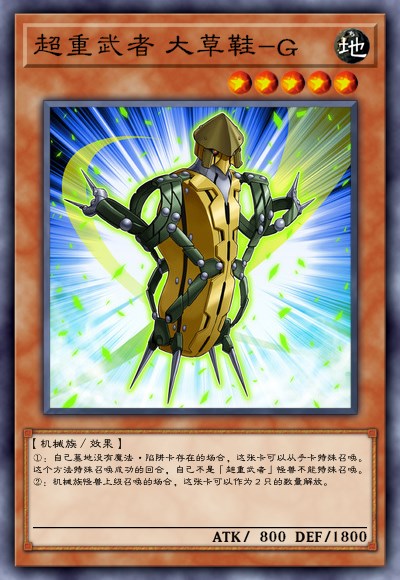 超重武者 大草鞋-G
地
【机械族/效果】
①：自己墓地没有魔法·陷阱卡存在的场合，这张卡可以从手卡特殊召唤。
这个方法特殊召唤成功的回合，自己不是「超重武者」怪兽不能特殊召唤。
②：机械族怪兽上级召唤的场合，这张卡可以作为2只的数量解放。
ATK/ 800 DEF/1800